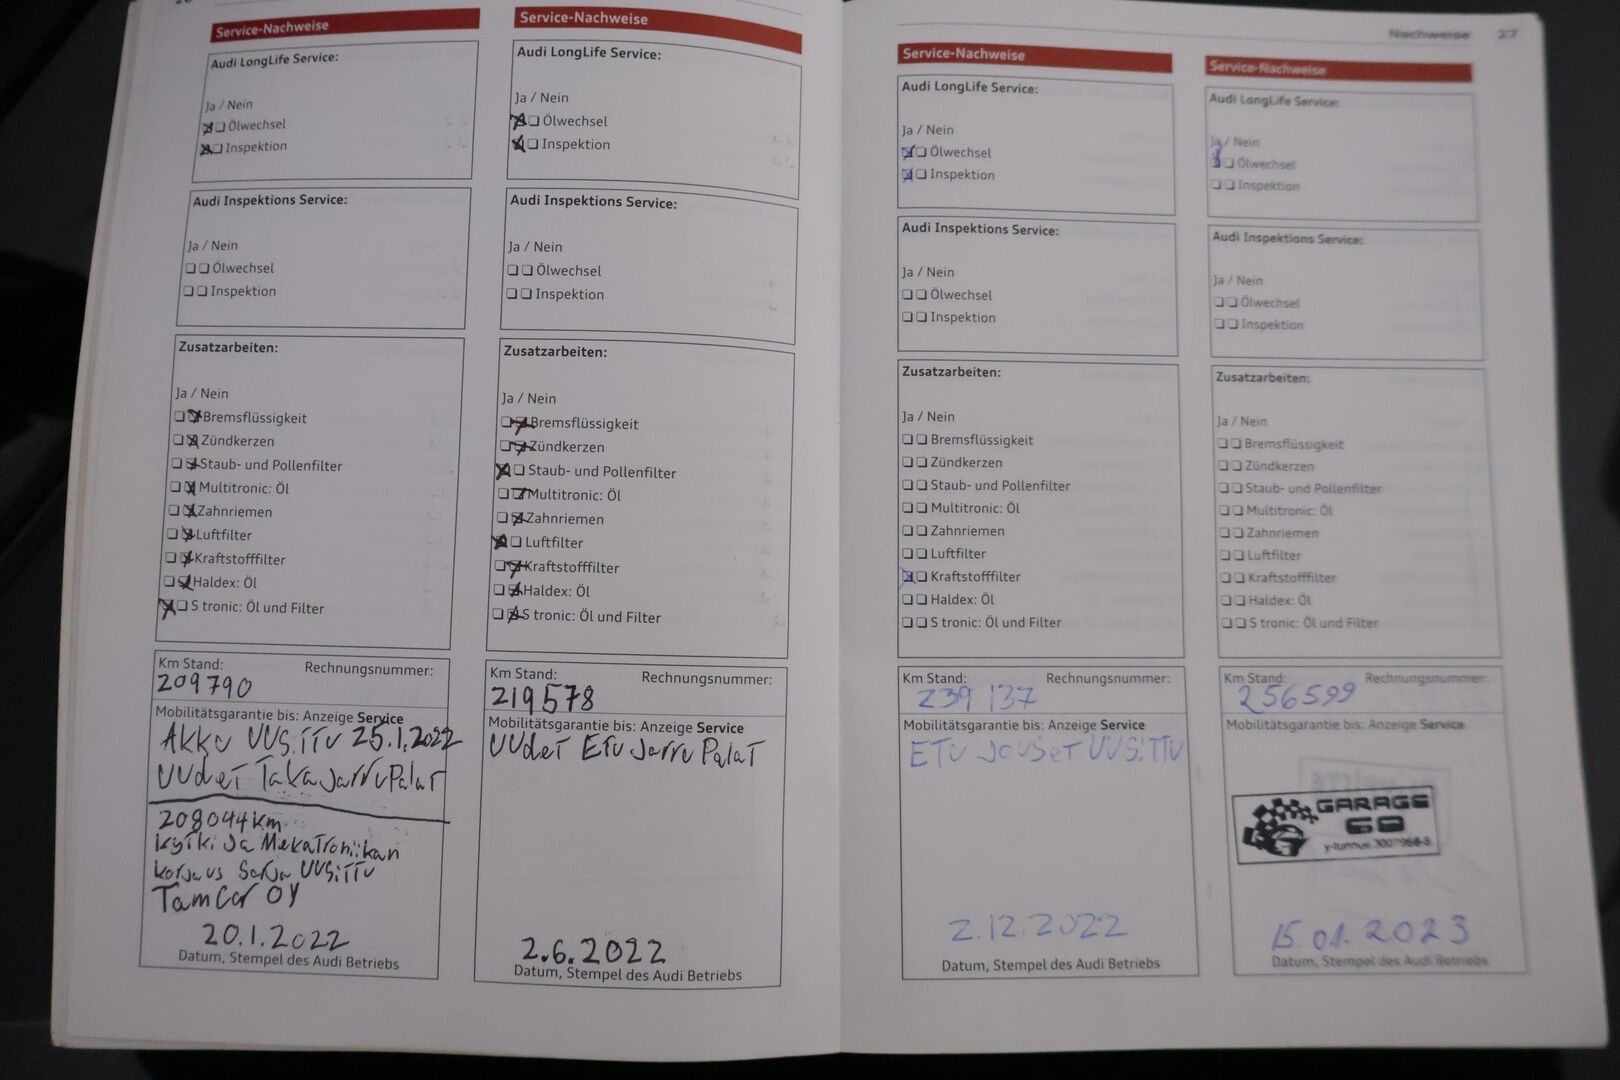 Service-Nachweise
Audi LongLife Service:
Ja / Nein
Ölwechsel
Inspektion
Audi Inspektions Service:
Ja / Nein
Ölwechsel
Inspektion
Zusatzarbeiten:
Ja / Nein
Bremsflüssigkeit
Zündkerzen
Staub- und Pollenfilter
Multitronic: Öl
Zahnriemen
Luftfilter
Kraftstofffilter
Haldex: Öl
S tronic: Öl und Filter
Km Stand: Rechnungsnummer:
209790
Mobilitätsgarantie bis: Anzeige Service
AKKU UUSiTTU 25.1.2022
UUdeT TakaJarruPalaT
208044Km
kytki Ja MekaTroniikan
korjaus Sarja UUSiTTU
TamCar OY
20.1.2022
Datum, Stempel des Audi Betriebs
Service-Nachweise
Audi LongLife Service:
Ja / Nein
Ölwechsel
Inspektion
Audi Inspektions Service:
Ja / Nein
Ölwechsel
Inspektion
Zusatzarbeiten:
Ja / Nein
Bremsflüssigkeit
Zündkerzen
Staub- und Pollenfilter
Multitronic: Öl
Zahnriemen
Luftfilter
Kraftstofffilter
Haldex: Öl
S tronic: Öl und Filter
Km Stand: Rechnungsnummer:
219578
Mobilitätsgarantie bis: Anzeige Service
UUdeT ETU Jarru PalaT
2.6.2022
Datum, Stempel des Audi Betriebs
Nachweise 27
Service-Nachweise
Audi LongLife Service:
Ja / Nein
Ölwechsel
Inspektion
Audi Inspektions Service:
Ja / Nein
Ölwechsel
Inspektion
Zusatzarbeiten:
Ja / Nein
Bremsflüssigkeit
Zündkerzen
Staub- und Pollenfilter
Multitronic: Öl
Zahnriemen
Luftfilter
Kraftstofffilter
Haldex: Öl
S tronic: Öl und Filter
Km Stand: Rechnungsnummer:
239 137
Mobilitätsgarantie bis: Anzeige Service
ETU JOUSeT UUSiTTU
2.12.2022
Datum, Stempel des Audi Betriebs
Service-Nachweise
Audi LongLife Service:
Ja / Nein
Ölwechsel
Inspektion
Audi Inspektions Service:
Ja / Nein
Ölwechsel
Inspektion
Zusatzarbeiten:
Ja / Nein
Bremsflüssigkeit
Zündkerzen
Staub- und Pollenfilter
Multitronic: Öl
Zahnriemen
Luftfilter
Kraftstofffilter
Haldex: Öl
S tronic: Öl und Filter
Km Stand: Rechnungsnummer:
256599
Mobilitätsgarantie bis: Anzeige Service
GARAGE
60
y-tunnus 3007968-5
15.01.2023
Datum, Stempel des Audi Betriebs